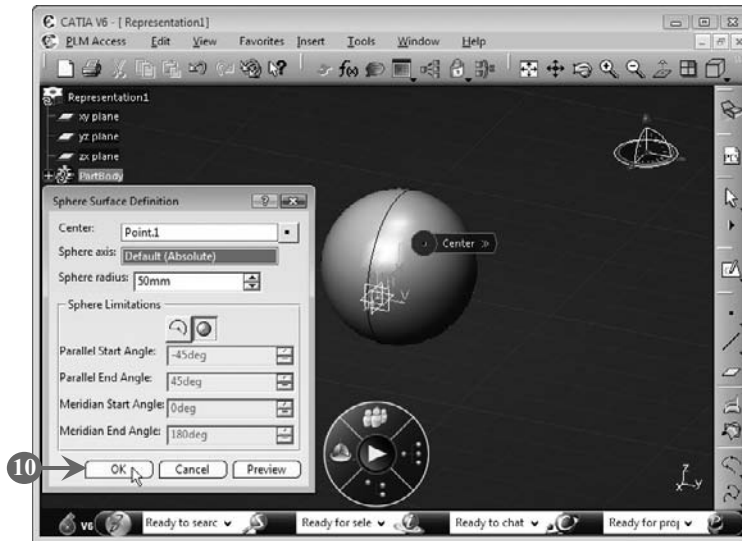 CATIA V6 - [ Representation1]
PLM Access Edit View Favorites Insert Tools Window Help
f(x)
Representation1
xy plane
yz plane
zx plane
PartBody
Sphere Surface Definition
Center: Point.1
Sphere axis: Default (Absolute)
Sphere radius: 50mm
Sphere Limitations
Parallel Start Angle: -45deg
Parallel End Angle: 45deg
Meridian Start Angle: 0deg
Meridian End Angle: 180deg
10
OK Cancel Preview
Center »
z
x y
V6 Ready to searc Ready for sele Ready to chat Ready for proj